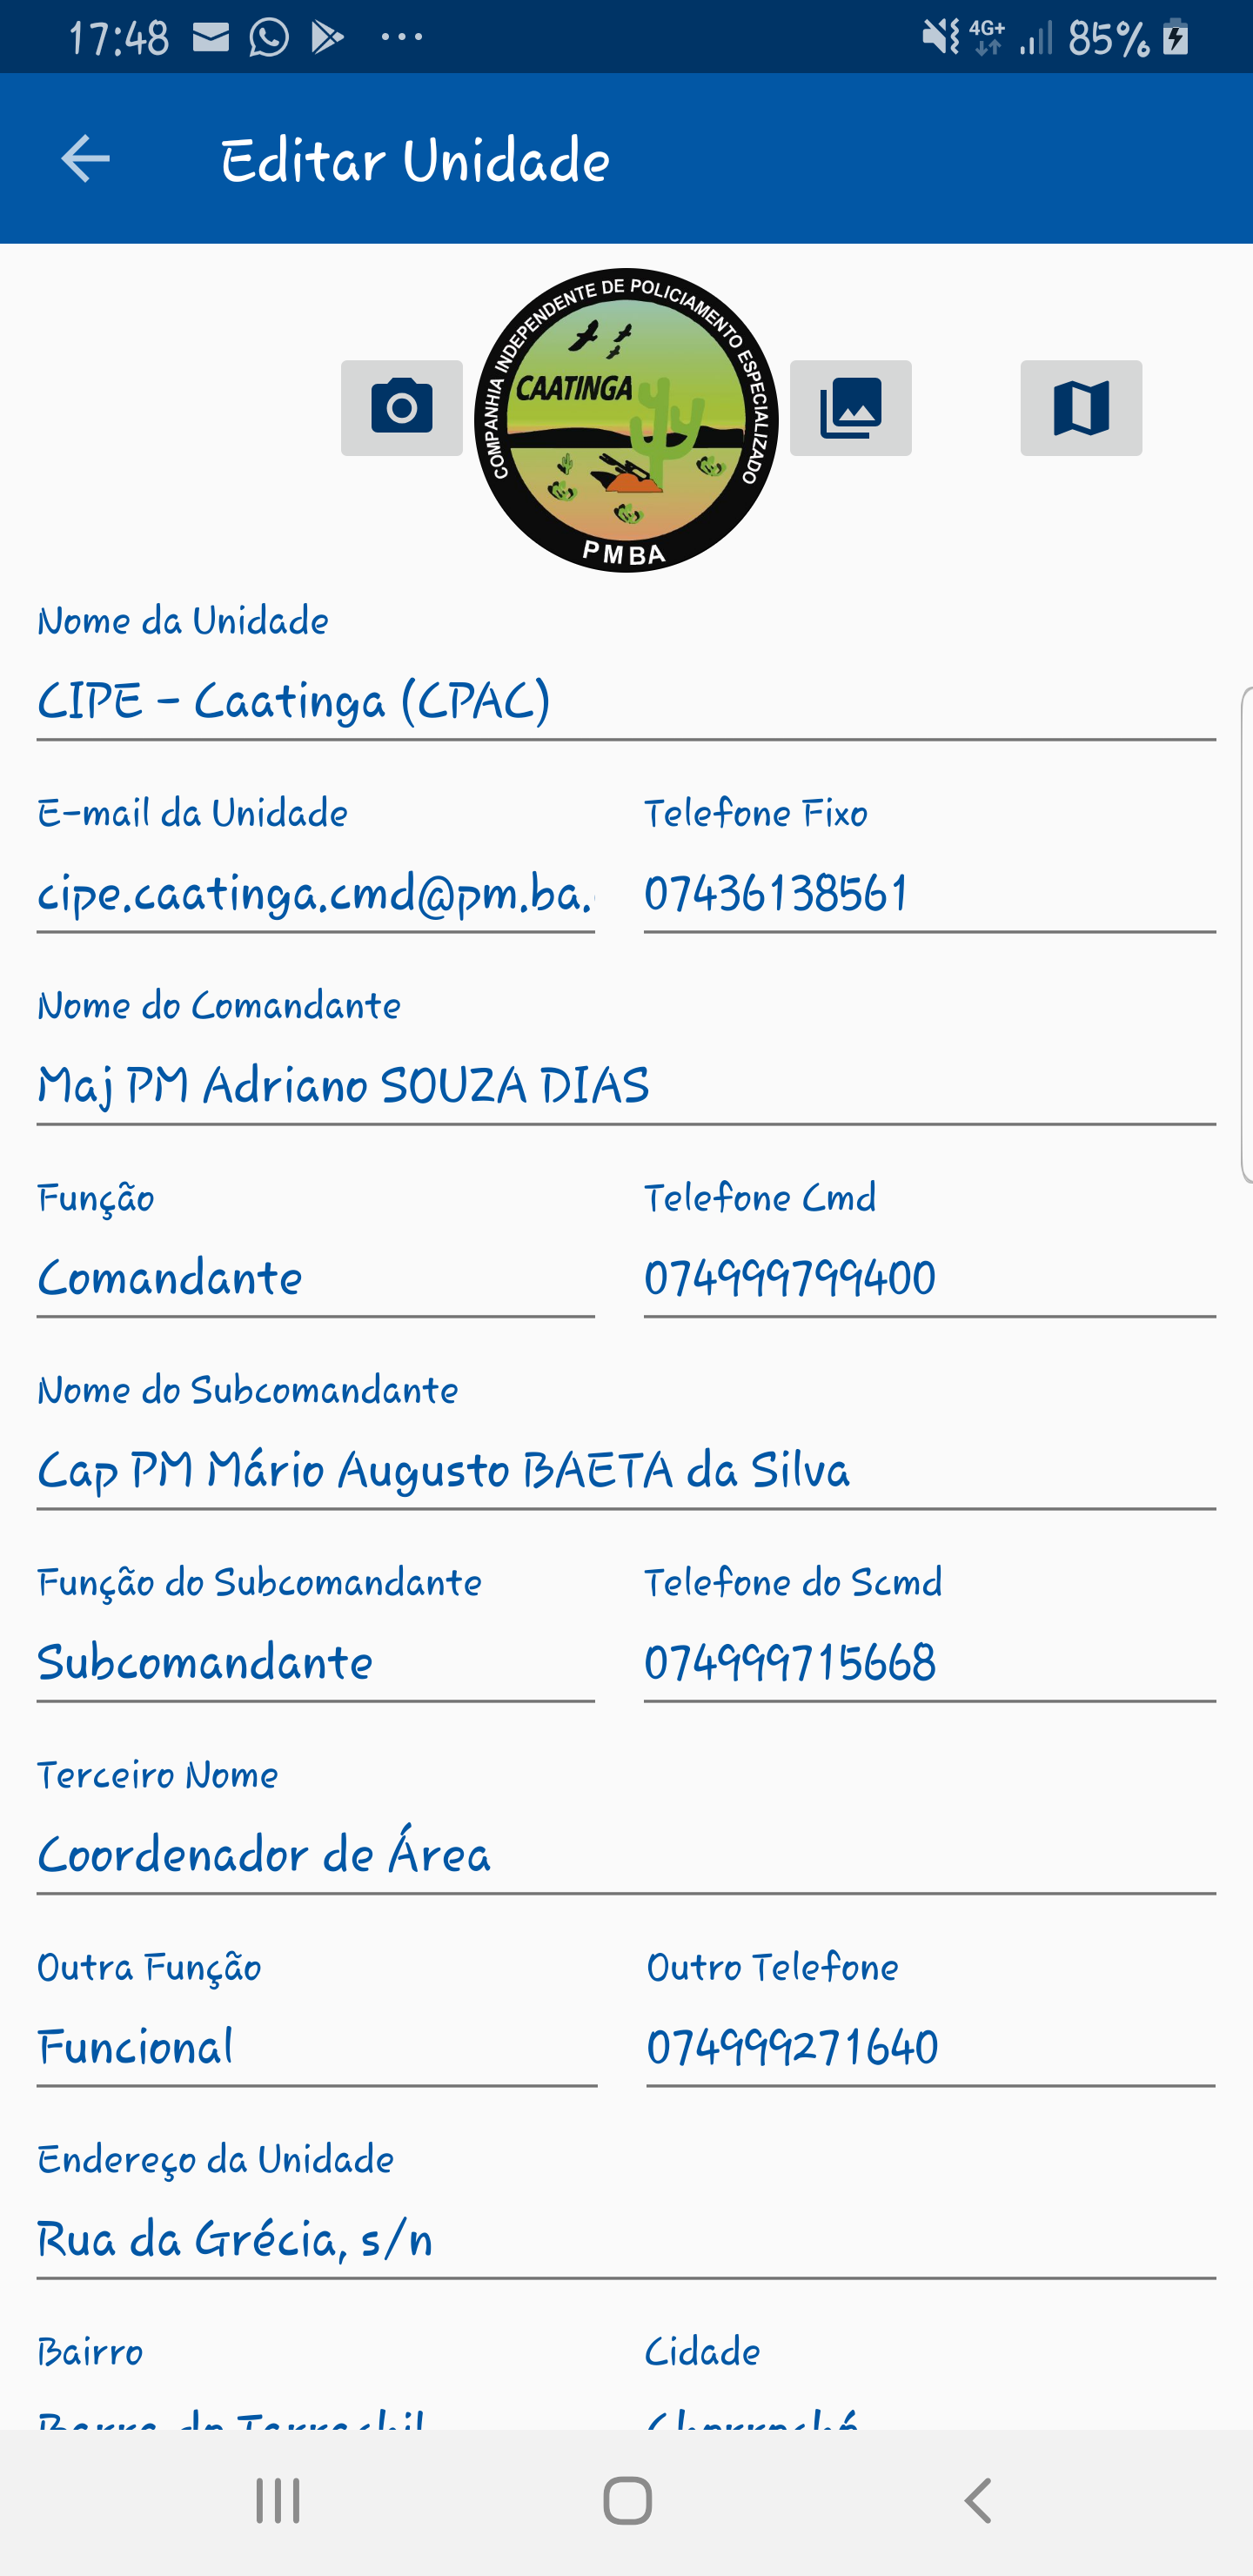 17:48
4G+
85%
Editar Unidade
COMPANHIA INDEPENDENTE DE POLICIAMENTO ESPECIALIZADO
CAATINGA
PMBA
Nome da Unidade
CIPE - Caatinga (CPAC)
E-mail da Unidade Telefone Fixo
cipe.caatinga.cmd@pm.ba. 07436138561
Nome do Comandante
Maj PM Adriano SOUZA DIAS
Função Telefone Cmd
Comandante 074999799400
Nome do Subcomandante
Cap PM Mário Augusto BAETA da Silva
Função do Subcomandante Telefone do Scmd
Subcomandante 074999715668
Terceiro Nome
Coordenador de Área
Outra Função Outro Telefone
Funcional 074999271640
Endereço da Unidade
Rua da Grécia, s/n
Bairro Cidade